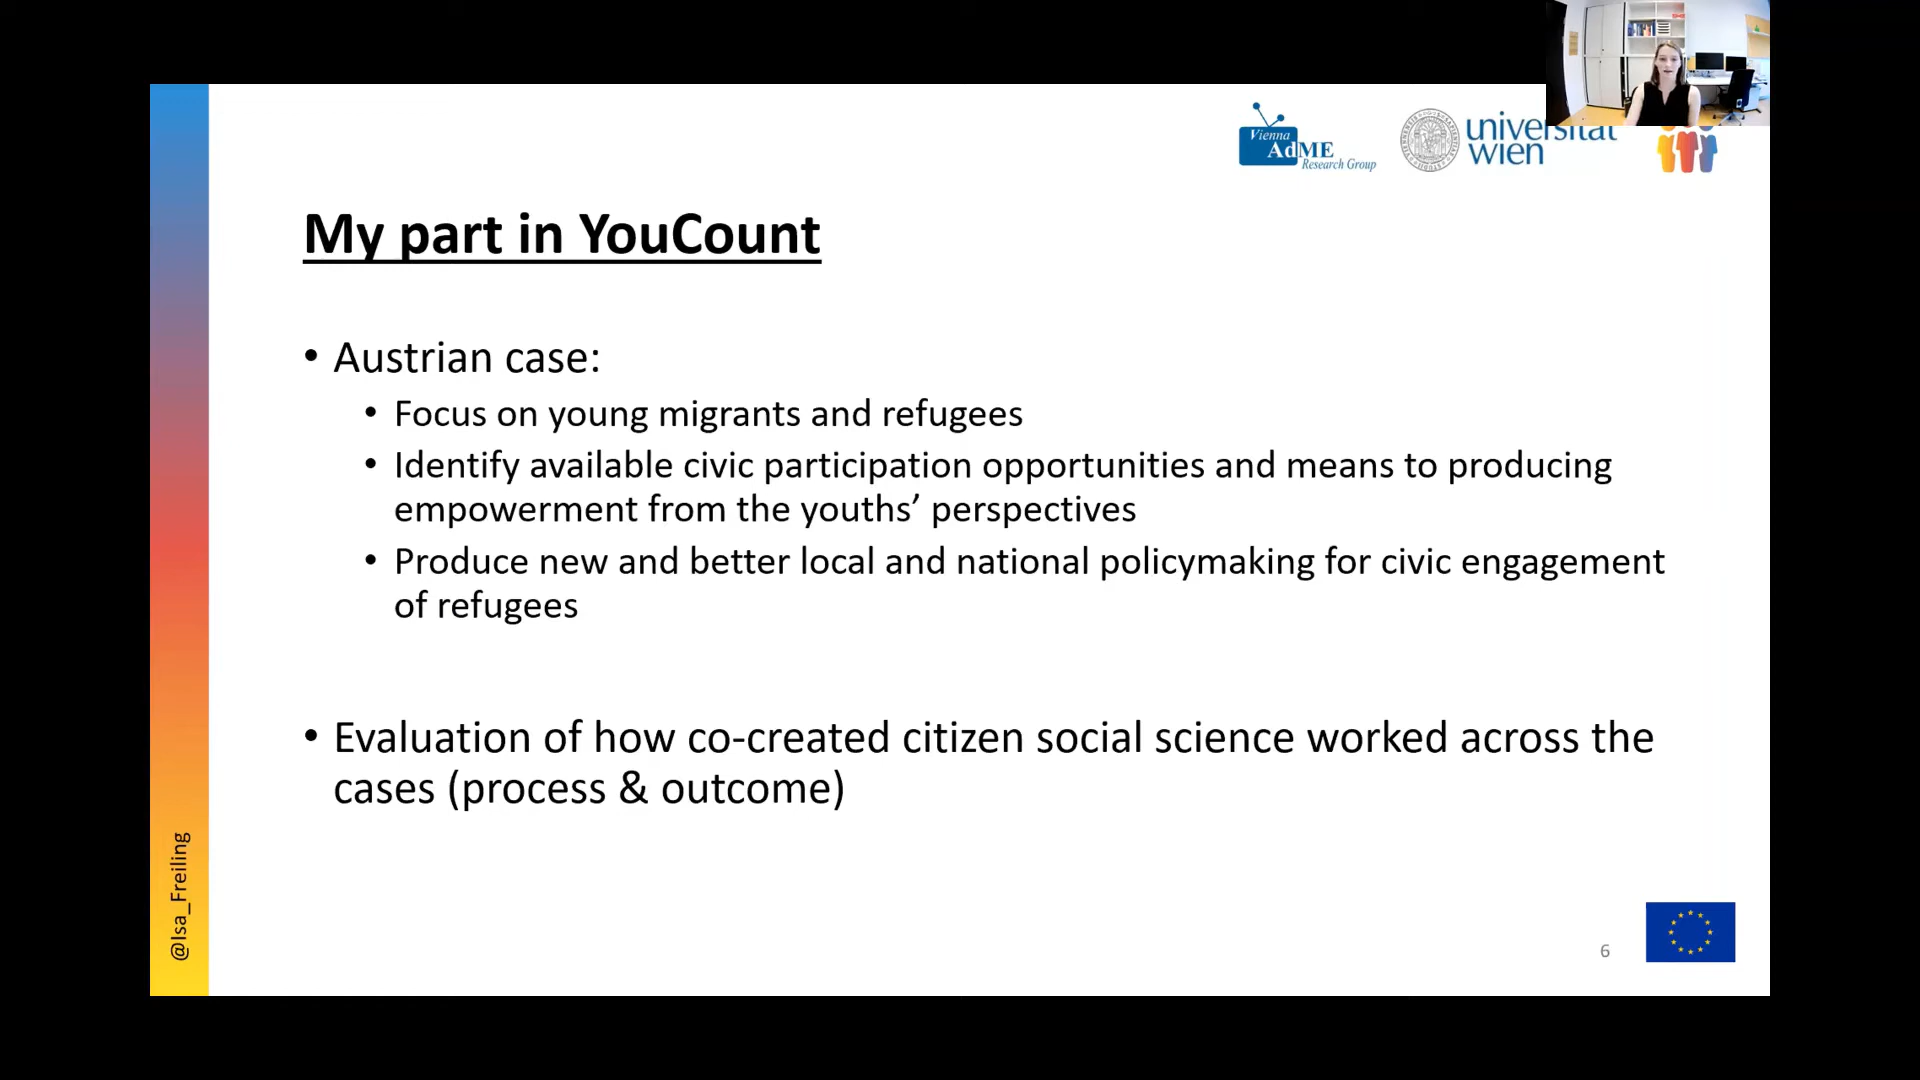 Vienna
AdME
Research Group
universität
wien
My part in YouCount
• Austrian case:
• Focus on young migrants and refugees
• Identify available civic participation opportunities and means to producing
empowerment from the youths’ perspectives
• Produce new and better local and national policymaking for civic engagement
of refugees
• Evaluation of how co-created citizen social science worked across the
cases (process & outcome)
@Isa_Freiling
6